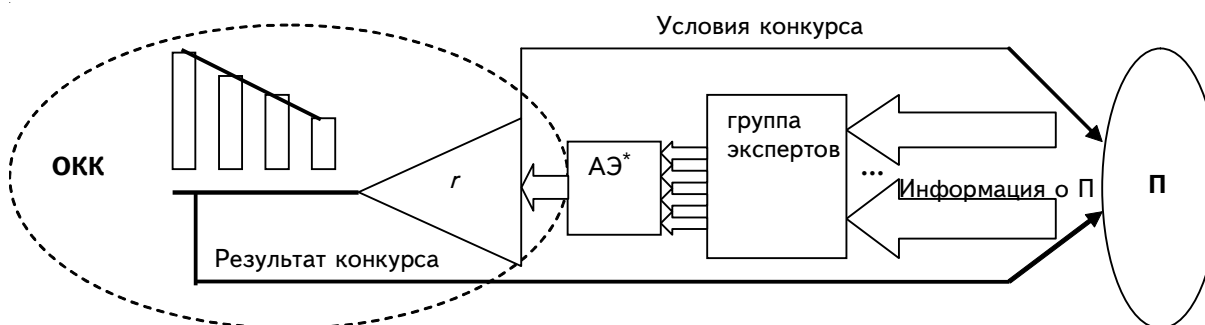 Условия конкурса
группа
экспертов
АЭ*
r
ОКК
...
Информация о П
П
Результат конкурса